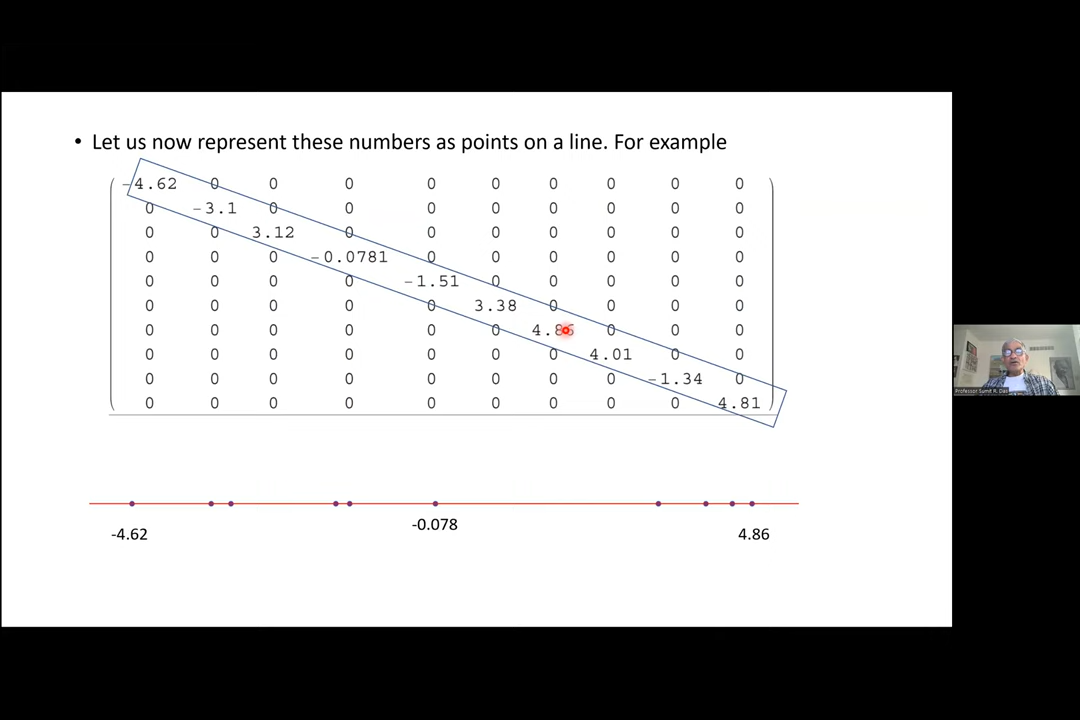 • Let us now represent these numbers as points on a line. For example
-4.62 0 0 0 0 0 0 0 0 0
0 -3.1 0 0 0 0 0 0 0 0
0 0 3.12 0 0 0 0 0 0 0
0 0 0 -0.0781 0 0 0 0 0 0
0 0 0 0 -1.51 0 0 0 0 0
0 0 0 0 0 3.38 0 0 0 0
0 0 0 0 0 0 4.86 0 0 0
0 0 0 0 0 0 0 4.01 0 0
0 0 0 0 0 0 0 0 -1.34 0
0 0 0 0 0 0 0 0 0 4.81
-4.62 -0.078 4.86
Professor Sumit R. Das